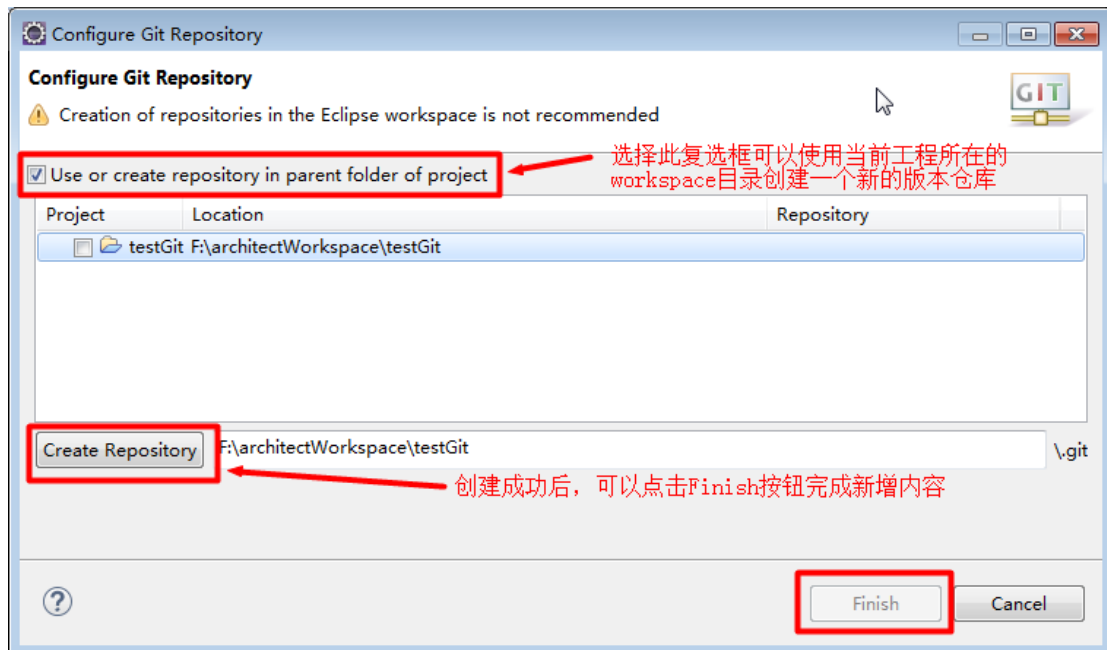 Configure Git Repository
Configure Git Repository
Creation of repositories in the Eclipse workspace is not recommended
GIT
选择此复选框可以使用当前工程所在的
workspace目录创建一个新的版本仓库
Use or create repository in parent folder of project
Project Location Repository
testGit F:\architectWorkspace\testGit
Create Repository F:\architectWorkspace\testGit \.git
创建成功后，可以点击Finish按钮完成新增内容
? Finish Cancel